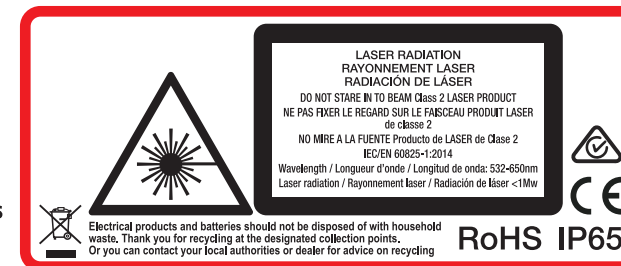 LASER RADIATION
RAYONNEMENT LASER
RADIACIÓN DE LÁSER
DO NOT STARE IN TO BEAM Class 2 LASER PRODUCT
NE PAS FIXER LE REGARD SUR LE FAISCEAU PRODUIT LASER
de classe 2
NO MIRE A LA FUENTE Producto de LASER de Clase 2
IEC/EN 60825-1:2014
Wavelength / Longueur d'onde / Longitud de onda: 532-650nm
Laser radiation / Rayonnement laser / Radiación de láser <1Mw
CE
s
Electrical products and batteries should not be disposed of with household
waste. Thank you for recycling at the designated collection points.
Or you can contact your local authorities or dealer for advice on recycling
RoHS IP65